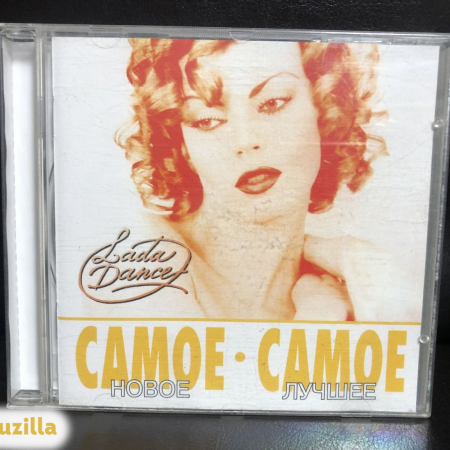 Lada
Dance
САМОЕ · САМОЕ
НОВОЕ ЛУЧШЕЕ
uzilla